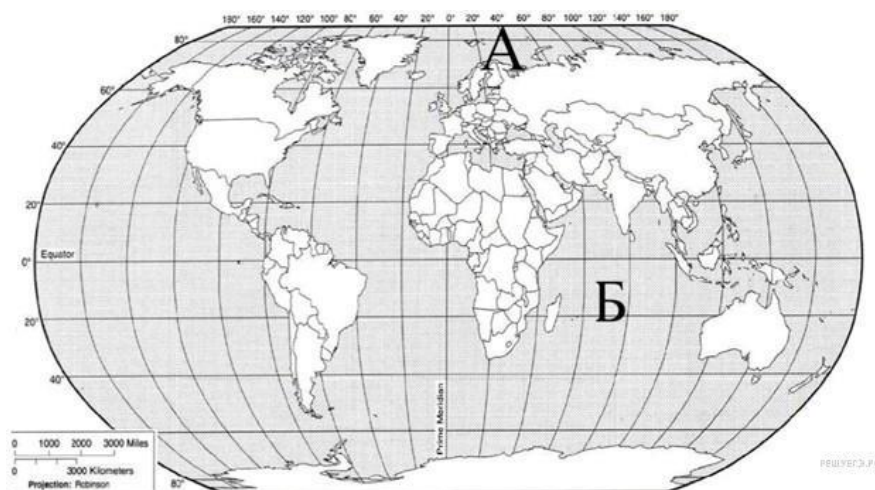 180° 160° 140° 120° 100° 80° 60° 40° 20° 0° 20° 40° 60° 80° 100° 120° 140° 160° 180°
80°
А
60°
40°
20°
Equator
0°
Б
20°
40°
Prime Meridian
0 1000 2000 3000 Miles
0 3000 Kilometers
Projection: Robinson
80°
РЕШУЕГЭ.Р